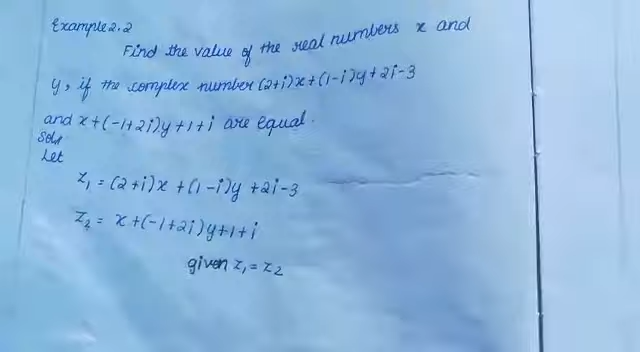 Example 2.2
Find the value of the real numbers x and
y, if the complex number (2+i)x+(1-i)y+2i-3
and x+(-1+2i)y+1+i are equal.
Soln
Let
z₁ = (2+i)x+(1-i)y+2i-3
z₂ = x+(-1+2i)y+1+i
given z₁ = z₂